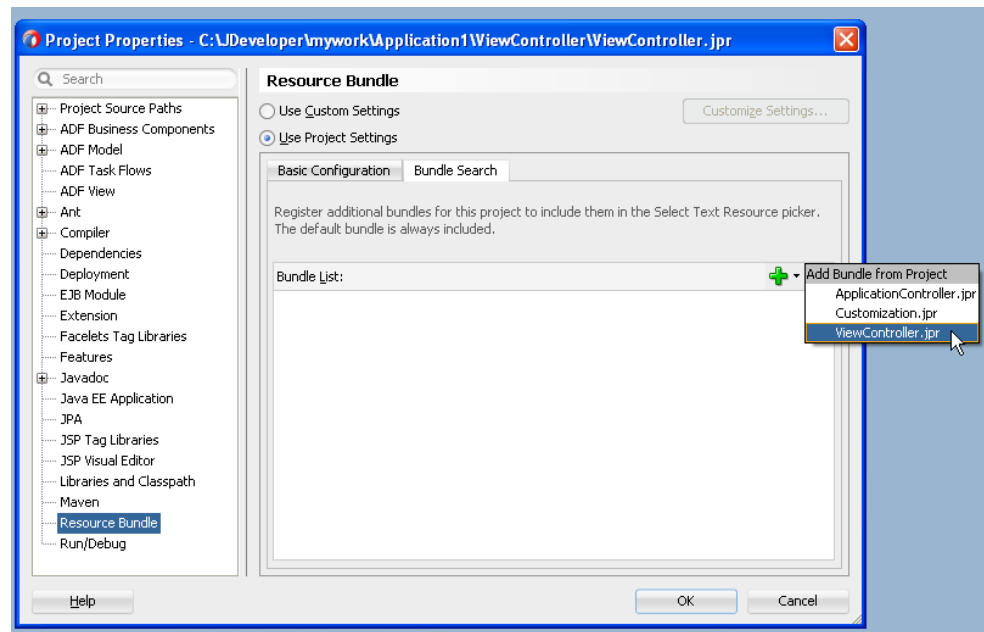 Project Properties - C:\JDeveloper\mywork\Application1\ViewController\ViewController.jpr
Search
Project Source Paths
ADF Business Components
ADF Model
ADF Task Flows
ADF View
Ant
Compiler
Dependencies
Deployment
EJB Module
Extension
Facelets Tag Libraries
Features
Javadoc
Java EE Application
JPA
JSP Tag Libraries
JSP Visual Editor
Libraries and Classpath
Maven
Resource Bundle
Run/Debug
Resource Bundle
Use Custom Settings
Customize Settings...
Use Project Settings
Basic Configuration
Bundle Search
Register additional bundles for this project to include them in the Select Text Resource picker.
The default bundle is always included.
Bundle List:
Add Bundle from Project
ApplicationController.jpr
Customization.jpr
ViewController.jpr
Help
OK
Cancel